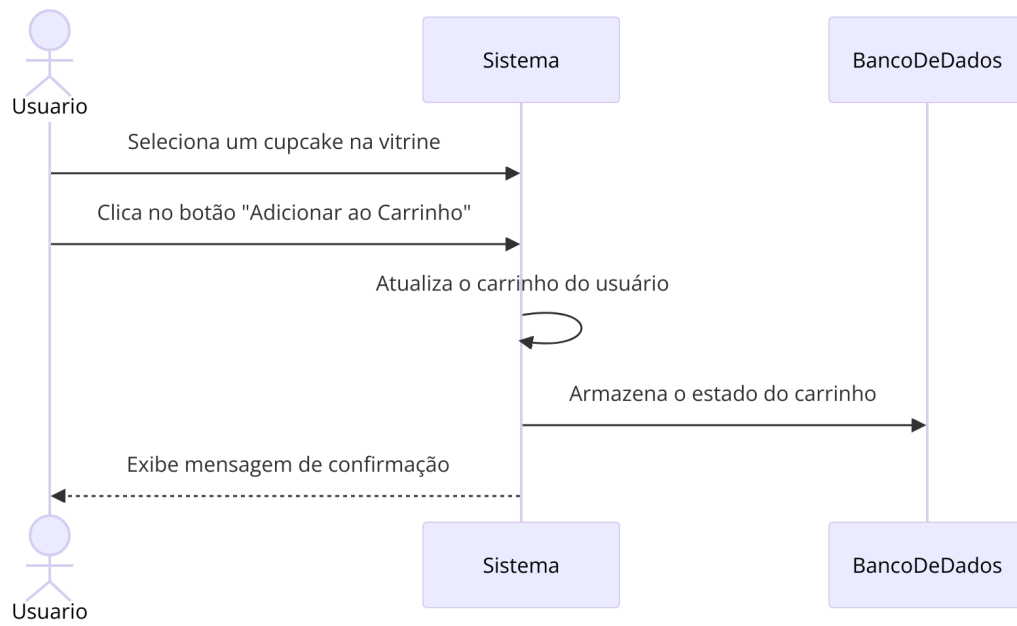 Sistema
BancoDeDados
Usuario
Seleciona um cupcake na vitrine
Clica no botão "Adicionar ao Carrinho"
Atualiza o carrinho do usuário
Armazena o estado do carrinho
Exibe mensagem de confirmação
Sistema
BancoDeDados
Usuario